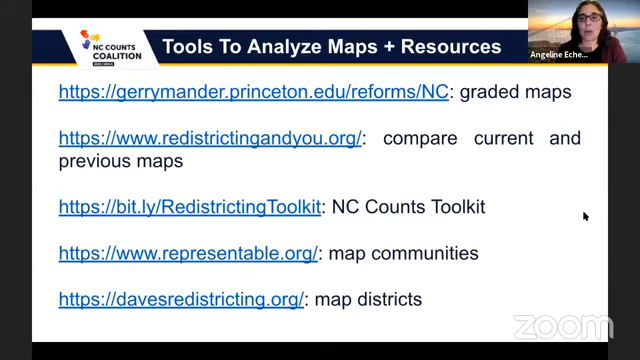 NC COUNTS
COALITION
Tools To Analyze Maps + Resources
Angeline Eche...
https://gerrymander.princeton.edu/reforms/NC: graded maps
https://www.redistrictingandyou.org/: compare current and
previous maps
https://bit.ly/RedistrictingToolkit: NC Counts Toolkit
https://www.representable.org/: map communities
https://davesredistricting.org/: map districts
zoom